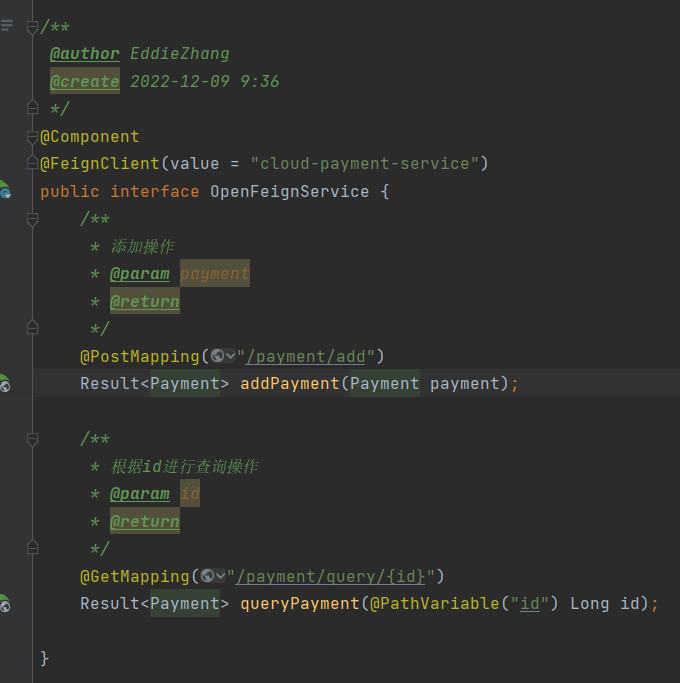 /**
@author EddieZhang
@create 2022-12-09 9:36
*/
@Component
@FeignClient(value = "cloud-payment-service")
public interface OpenFeignService {
/**
* 添加操作
* @param payment
* @return
*/
@PostMapping("/payment/add")
Result<Payment> addPayment(Payment payment);
/**
* 根据id进行查询操作
* @param id
* @return
*/
@GetMapping("/payment/query/{id}")
Result<Payment> queryPayment(@PathVariable("id") Long id);
}